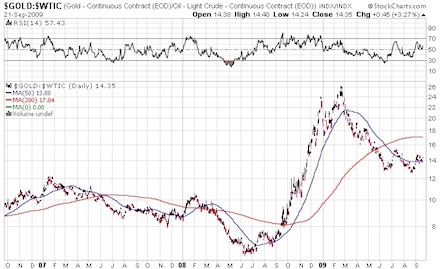 $GOLD:$WTIC (Gold - Continuous Contract (EOD)/Oil - Light Crude - Continuous Contract (EOD)) INDX/INDX
© StockCharts.com
21-Sep-2009
Open 14.38 High 14.40 Low 14.24 Close 14.35 Chg +0.45 (+3.27%)
RSI(14) 57.43
90
70
50
30
10
$GOLD:$WTIC (Daily) 14.35
MA(50) 13.88
MA(200) 17.04
MA(0) 0.00
Volume undef
26
24
22
20
18
16
14
12
10
8
O N D 07 F M A M J J A S O N D 08 F M A M J J A S O N D 09 F M A M J J A S